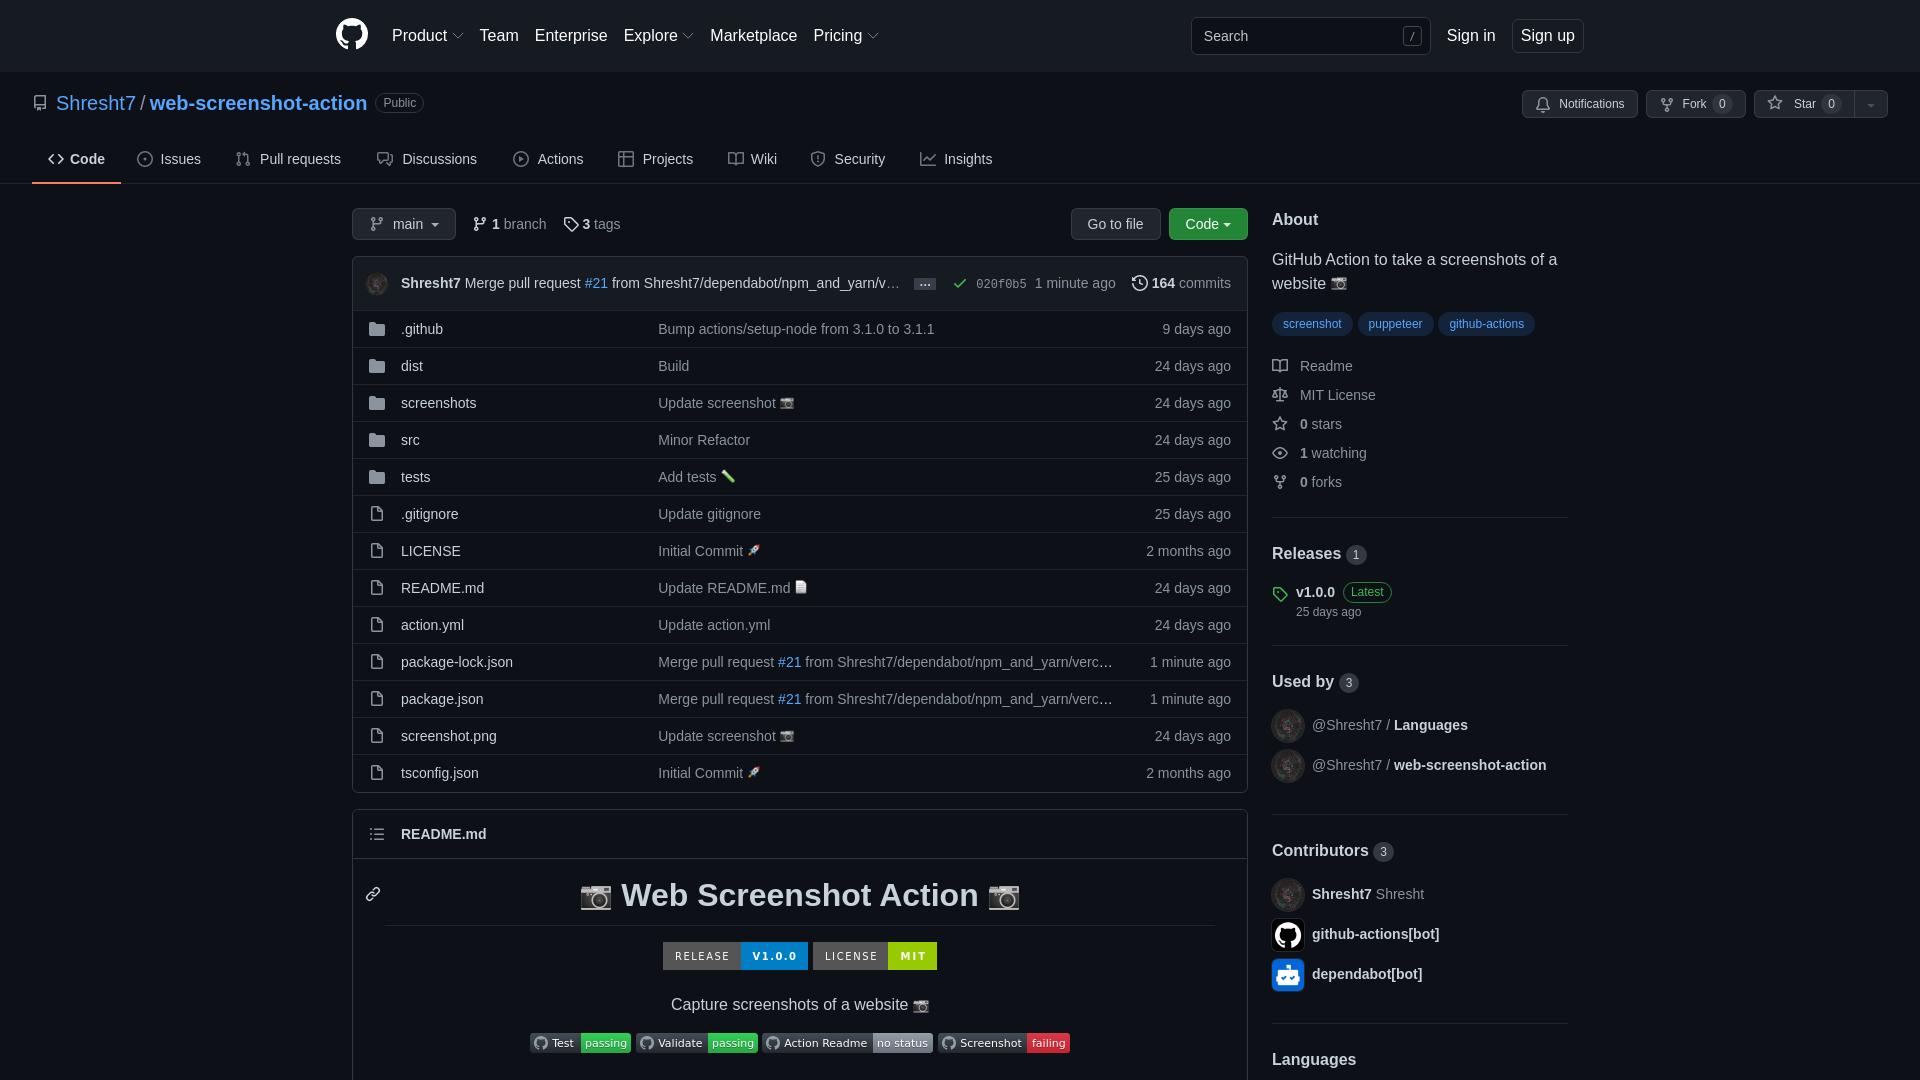 Product Team Enterprise Explore Marketplace Pricing Search / Sign in Sign up
Shresht7 / web-screenshot-action Public Notifications Fork 0 Star 0
Code Issues Pull requests Discussions Actions Projects Wiki Security Insights
main 1 branch 3 tags Go to file Code
Shresht7 Merge pull request #21 from Shresht7/dependabot/npm_and_yarn/v… … 020f0b5 1 minute ago 164 commits
.github Bump actions/setup-node from 3.1.0 to 3.1.1 9 days ago
dist Build 24 days ago
screenshots Update screenshot 📷 24 days ago
src Minor Refactor 24 days ago
tests Add tests 25 days ago
.gitignore Update gitignore 25 days ago
LICENSE Initial Commit 🚀 2 months ago
README.md Update README.md 📄 24 days ago
action.yml Update action.yml 24 days ago
package-lock.json Merge pull request #21 from Shresht7/dependabot/npm_and_yarn/verc… 1 minute ago
package.json Merge pull request #21 from Shresht7/dependabot/npm_and_yarn/verc… 1 minute ago
screenshot.png Update screenshot 📷 24 days ago
tsconfig.json Initial Commit 🚀 2 months ago
README.md
📷 Web Screenshot Action 📷
RELEASE V1.0.0 LICENSE MIT
Capture screenshots of a website 📷
Test passing Validate passing Action Readme no status Screenshot failing
About
GitHub Action to take a screenshots of a
website 📷
screenshot puppeteer github-actions
Readme
MIT License
0 stars
1 watching
0 forks
Releases 1
v1.0.0 Latest
25 days ago
Used by 3
@Shresht7 / Languages
@Shresht7 / web-screenshot-action
Contributors 3
Shresht7 Shresht
github-actions[bot]
dependabot[bot]
Languages